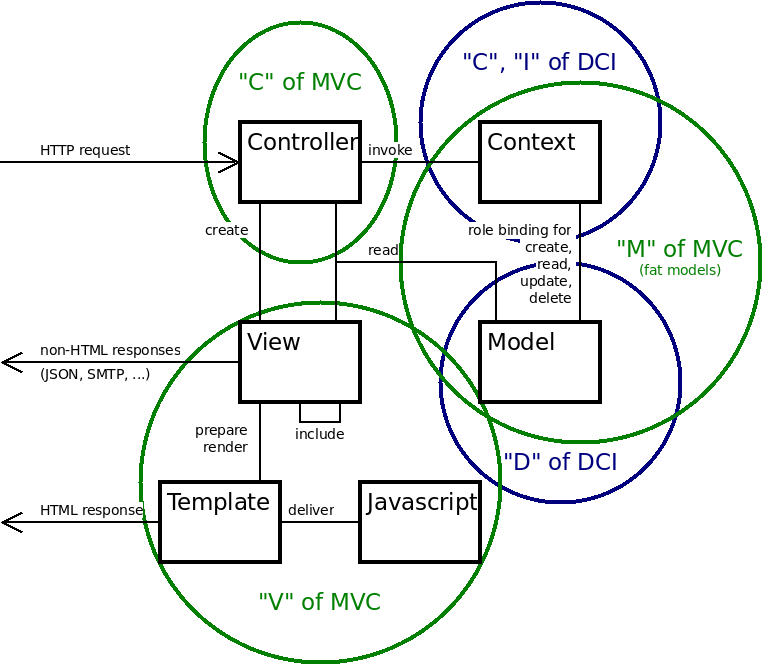 "C", "I" of DCI
"C" of MVC
Controller
Context
HTTP request
invoke
create
role binding for
create,
read,
update,
delete
read
"M" of MVC
(fat models)
View
Model
non-HTML responses
(JSON, SMTP, ...)
include
prepare
render
"D" of DCI
Template
Javascript
HTML response
deliver
"V" of MVC